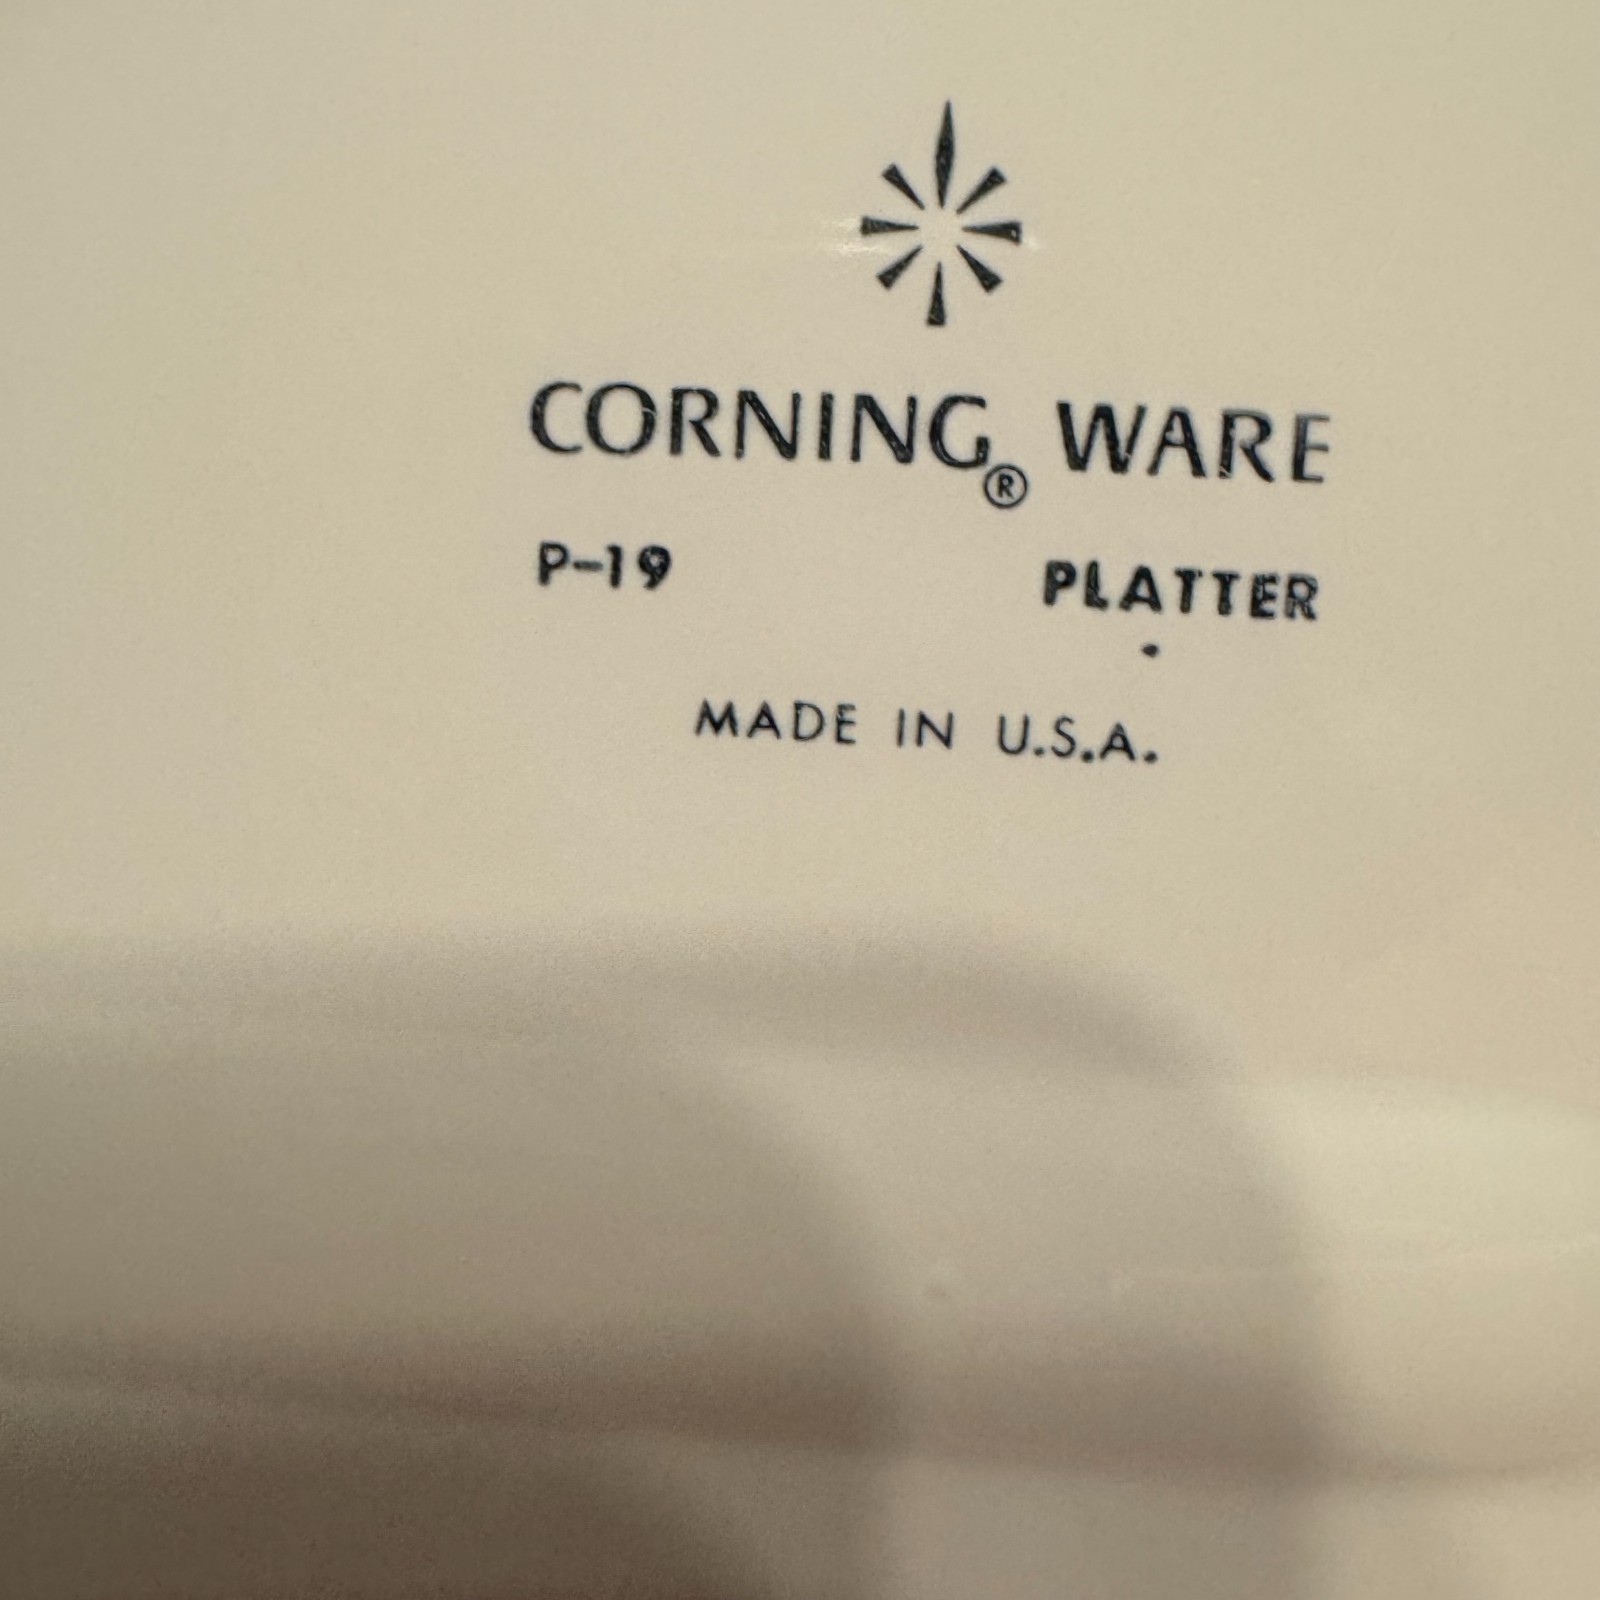 CORNING® WARE
P-19 PLATTER
MADE IN U.S.A.